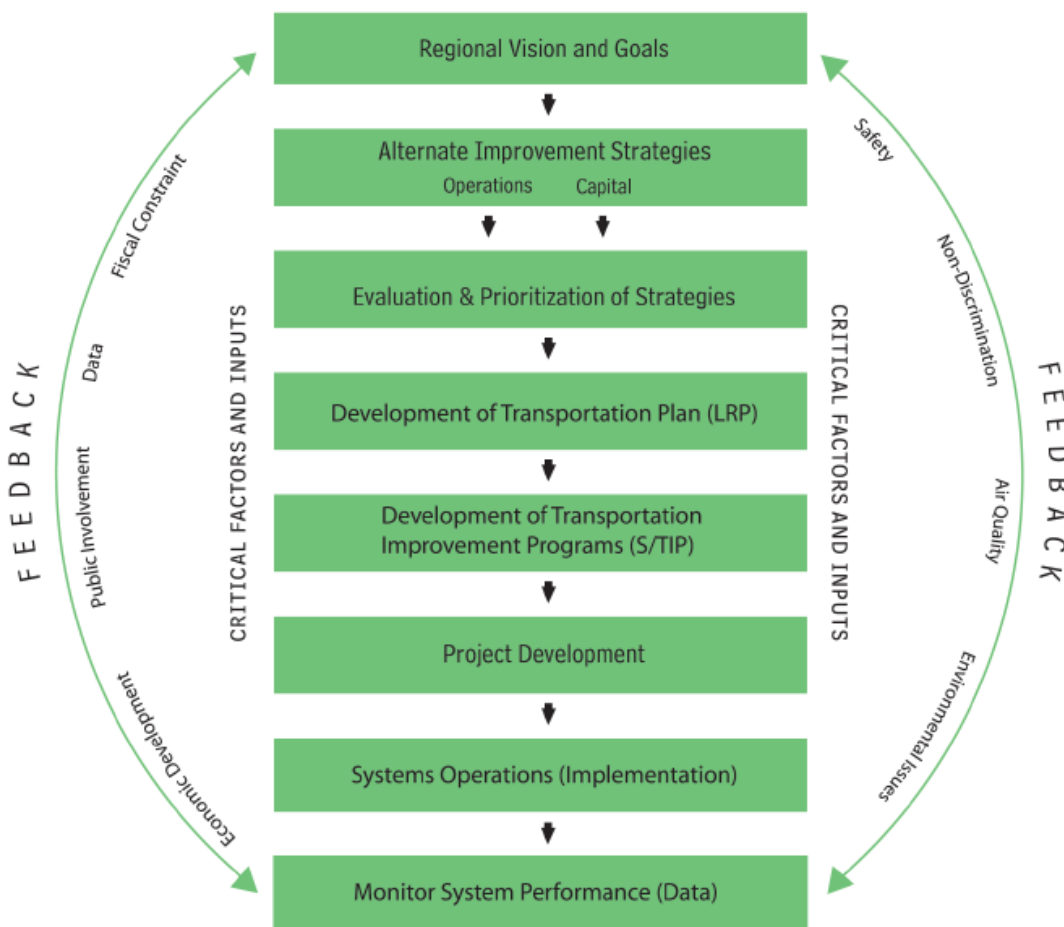 Regional Vision and Goals
Alternate Improvement Strategies
Operations Capital
Evaluation & Prioritization of Strategies
Development of Transportation Plan (LRP)
Development of Transportation
Improvement Programs (S/TIP)
Project Development
Systems Operations (Implementation)
Monitor System Performance (Data)
FEEDBACK
Fiscal Constraint
Data
Public Involvement
Economic Development
CRITICAL FACTORS AND INPUTS
CRITICAL FACTORS AND INPUTS
Safety
Non-Discrimination
Air Quality
Environmental Issues
FEEDBACK